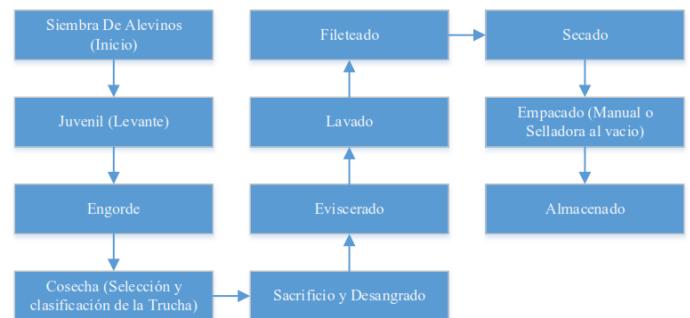 Siembra De Alevinos
(Inicio)
Juvenil (Levante)
Engorde
Cosecha (Selección y
clasificación de la Trucha)
Sacrificio y Desangrado
Eviscerado
Lavado
Fileteado
Secado
Empacado (Manual o
Selladora al vacio)
Almacenado